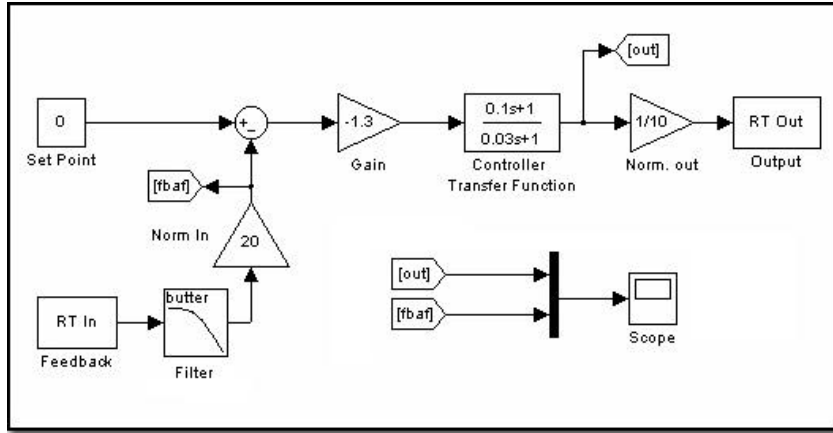 [out]
0
+
-
-1.3
0.1s+1
0.03s+1
1/10
RT Out
Set Point
Gain
Controller
Transfer Function
Norm. out
Output
[fbaf]
Norm In
20
[out]
[fbaf]
Scope
butter
RT In
Feedback
Filter